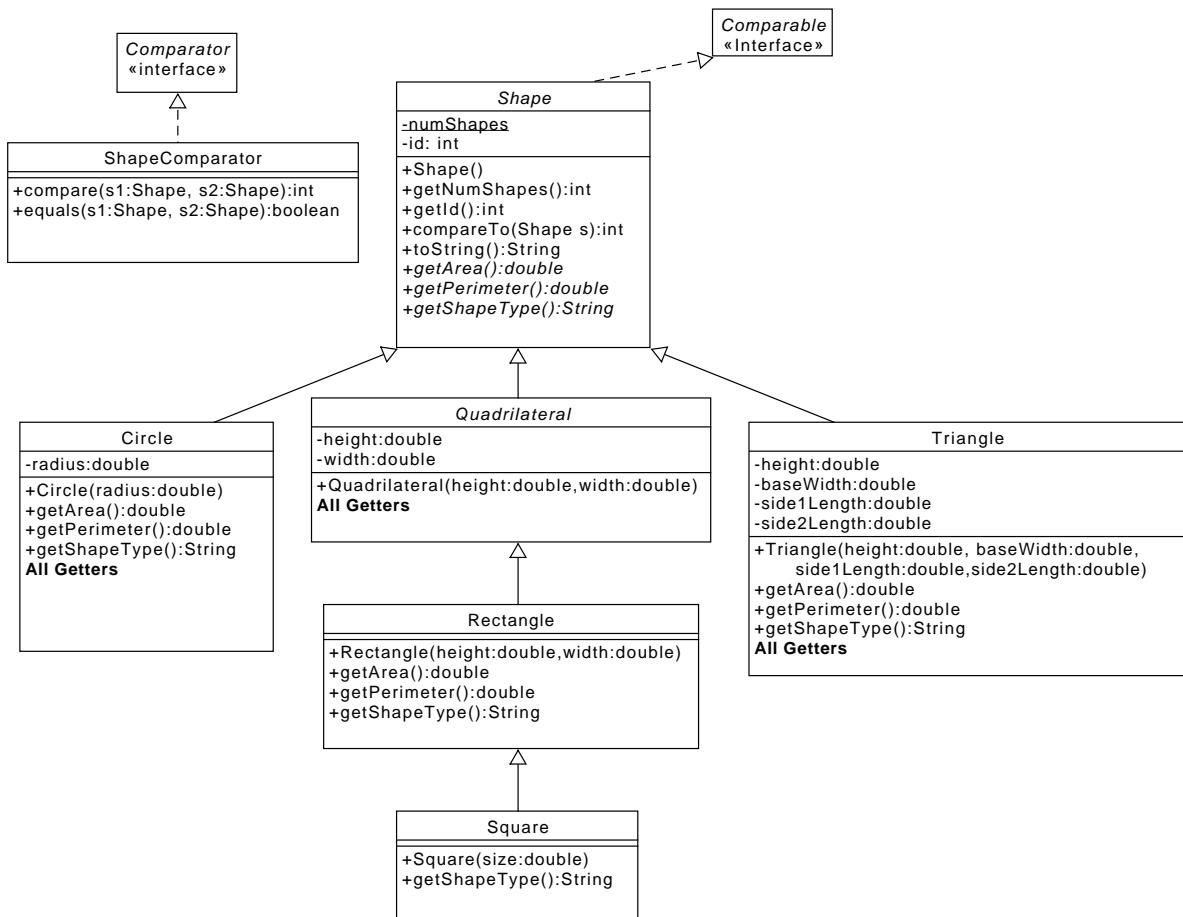 Comparable
«Interface»
Comparator
«interface»
Shape
-numShapes
-id: int
+Shape()
+getNumShapes():int
+getId():int
+compareTo(Shape s):int
+toString():String
+getArea():double
+getPerimeter():double
+getShapeType():String
ShapeComparator
+compare(s1:Shape, s2:Shape):int
+equals(s1:Shape, s2:Shape):boolean
Circle
-radius:double
+Circle(radius:double)
+getArea():double
+getPerimeter():double
+getShapeType():String
All Getters
Quadrilateral
-height:double
-width:double
+Quadrilateral(height:double,width:double)
All Getters
Triangle
-height:double
-baseWidth:double
-side1Length:double
-side2Length:double
+Triangle(height:double, baseWidth:double,
side1Length:double,side2Length:double)
+getArea():double
+getPerimeter():double
+getShapeType():String
All Getters
Rectangle
+Rectangle(height:double,width:double)
+getArea():double
+getPerimeter():double
+getShapeType():String
Square
+Square(size:double)
+getShapeType():String